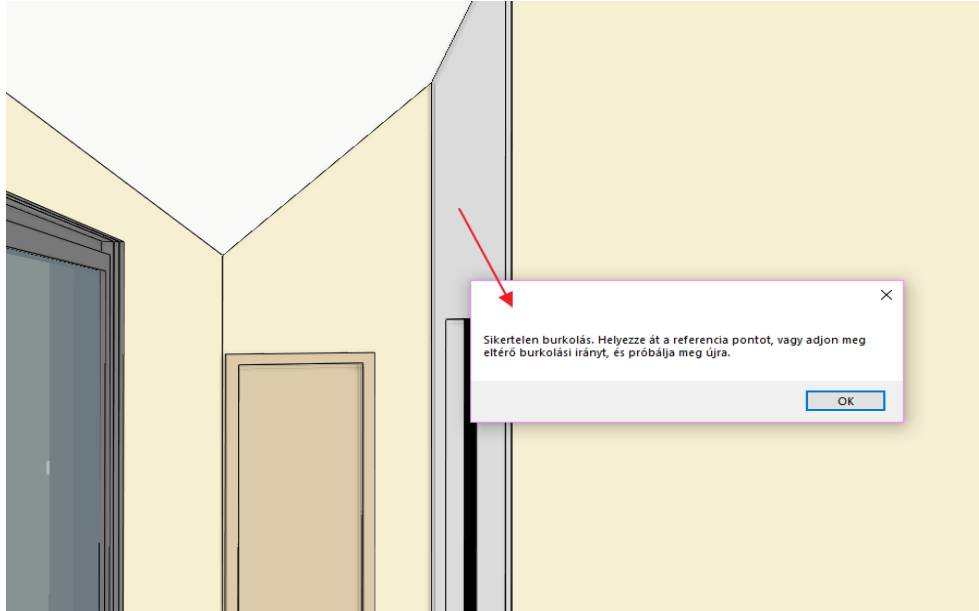 Sikertelen burkolás. Helyezze át a referencia pontot, vagy adjon meg
eltérő burkolási irányt, és próbálja meg újra.
OK